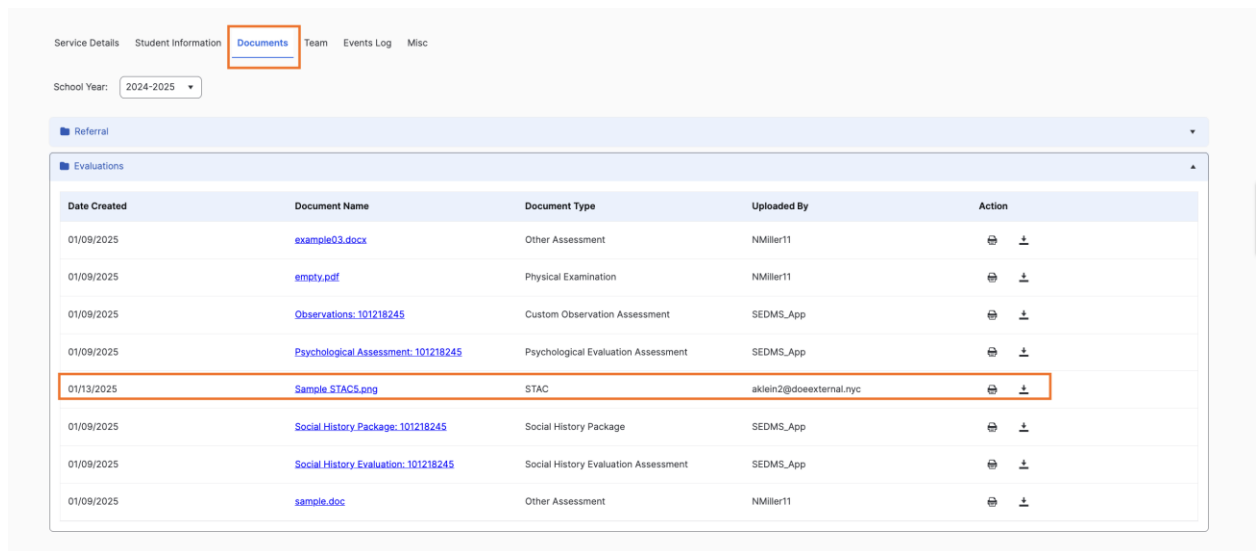 Service Details Student Information Documents Team Events Log Misc
School Year: 2024-2025
Referral
Evaluations
Date Created Document Name Document Type Uploaded By Action
01/09/2025 example03.docx Other Assessment NMiller11
01/09/2025 empty.pdf Physical Examination NMiller11
01/09/2025 Observations: 101218245 Custom Observation Assessment SEDMS_App
01/09/2025 Psychological Assessment: 101218245 Psychological Evaluation Assessment SEDMS_App
01/13/2025 Sample STAC5.png STAC aklein2@doeexternal.nyc
01/09/2025 Social History Package: 101218245 Social History Package SEDMS_App
01/09/2025 Social History Evaluation: 101218245 Social History Evaluation Assessment SEDMS_App
01/09/2025 sample.doc Other Assessment NMiller11